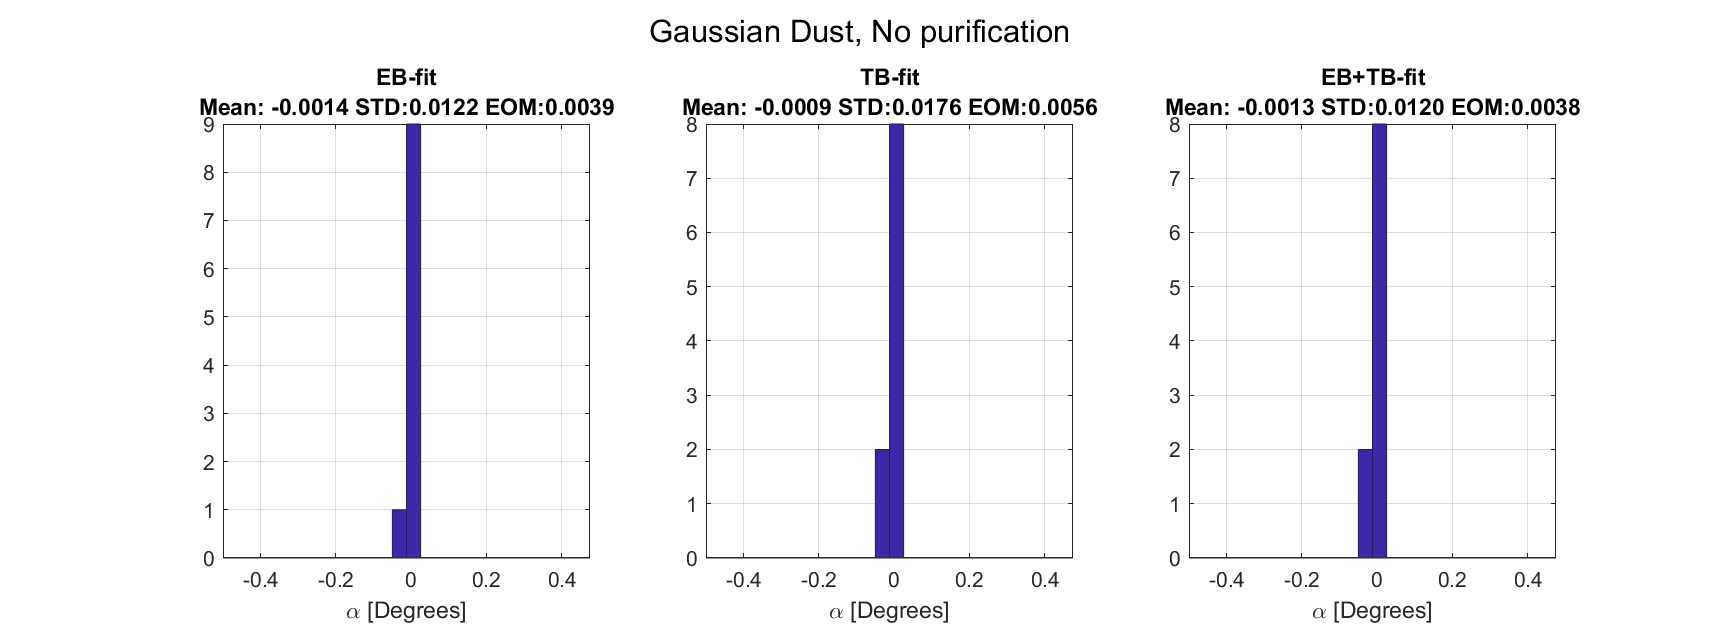 Gaussian Dust, No purification
EB-fit
Mean: -0.0014 STD:0.0122 EOM:0.0039
9
8
7
6
5
4
3
2
1
0
-0.4 -0.2 0 0.2 0.4
α [Degrees]
TB-fit
Mean: -0.0009 STD:0.0176 EOM:0.0056
8
7
6
5
4
3
2
1
0
-0.4 -0.2 0 0.2 0.4
α [Degrees]
EB+TB-fit
Mean: -0.0013 STD:0.0120 EOM:0.0038
8
7
6
5
4
3
2
1
0
-0.4 -0.2 0 0.2 0.4
α [Degrees]